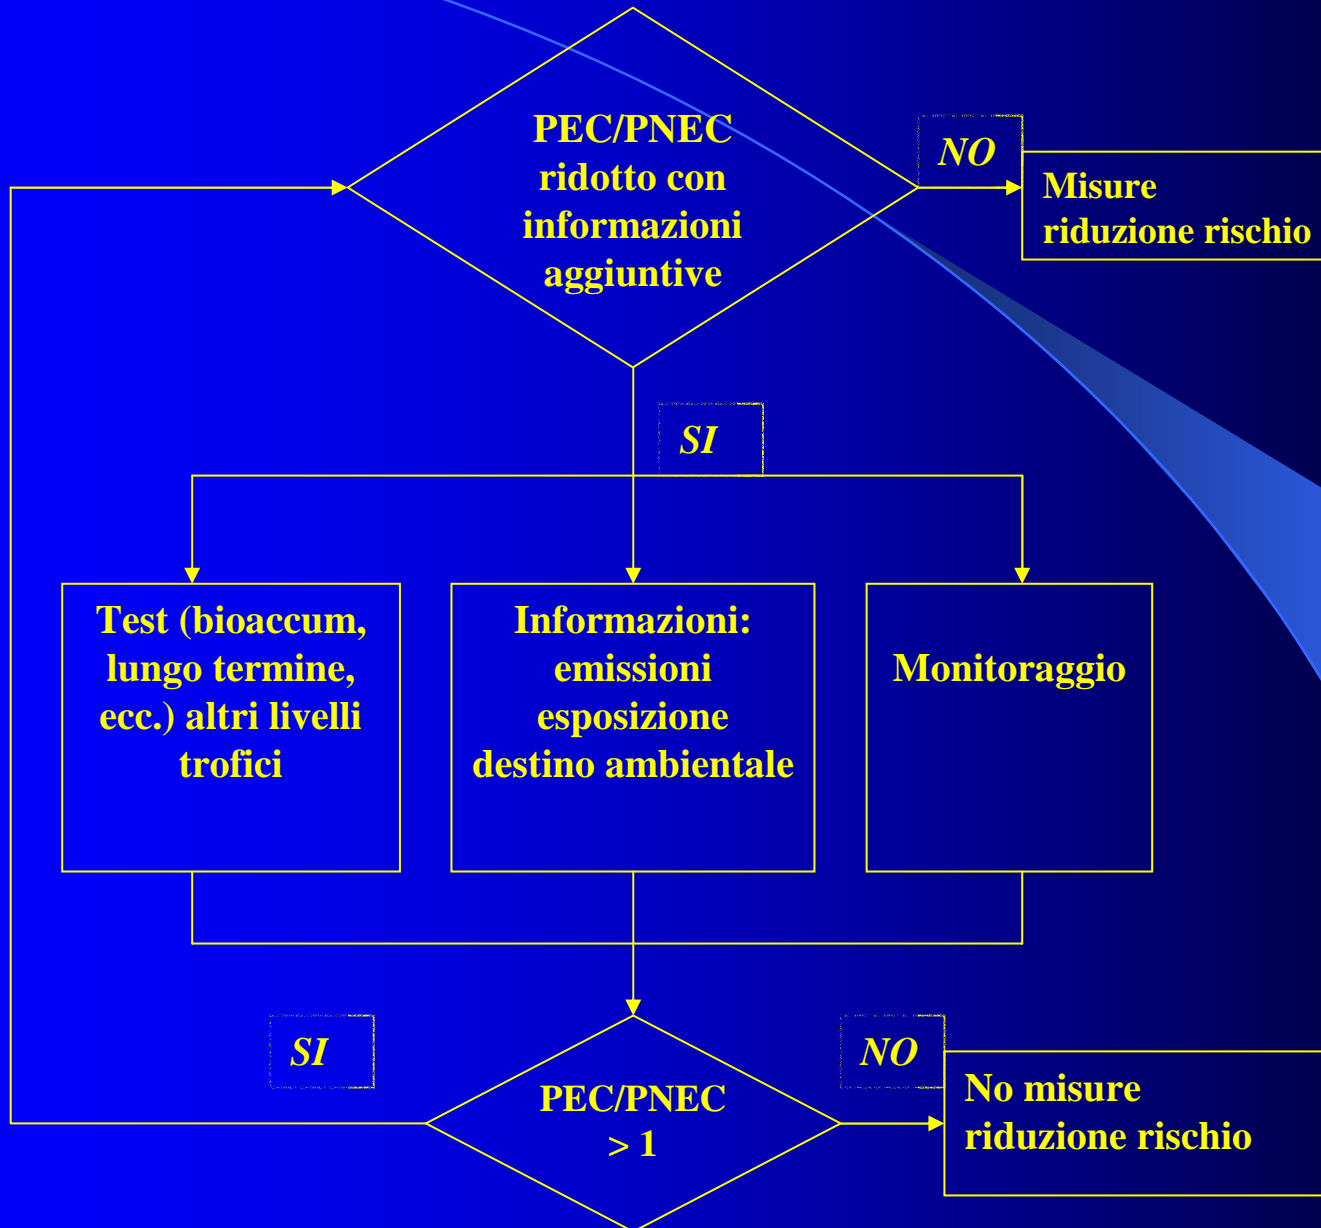 PEC/PNEC
ridotto con
informazioni
aggiuntive
NO
Misure
riduzione rischio
SI
Test (bioaccum,
lungo termine,
ecc.) altri livelli
trofici
Informazioni:
emissioni
esposizione
destino ambientale
Monitoraggio
SI
PEC/PNEC
> 1
NO
No misure
riduzione rischio